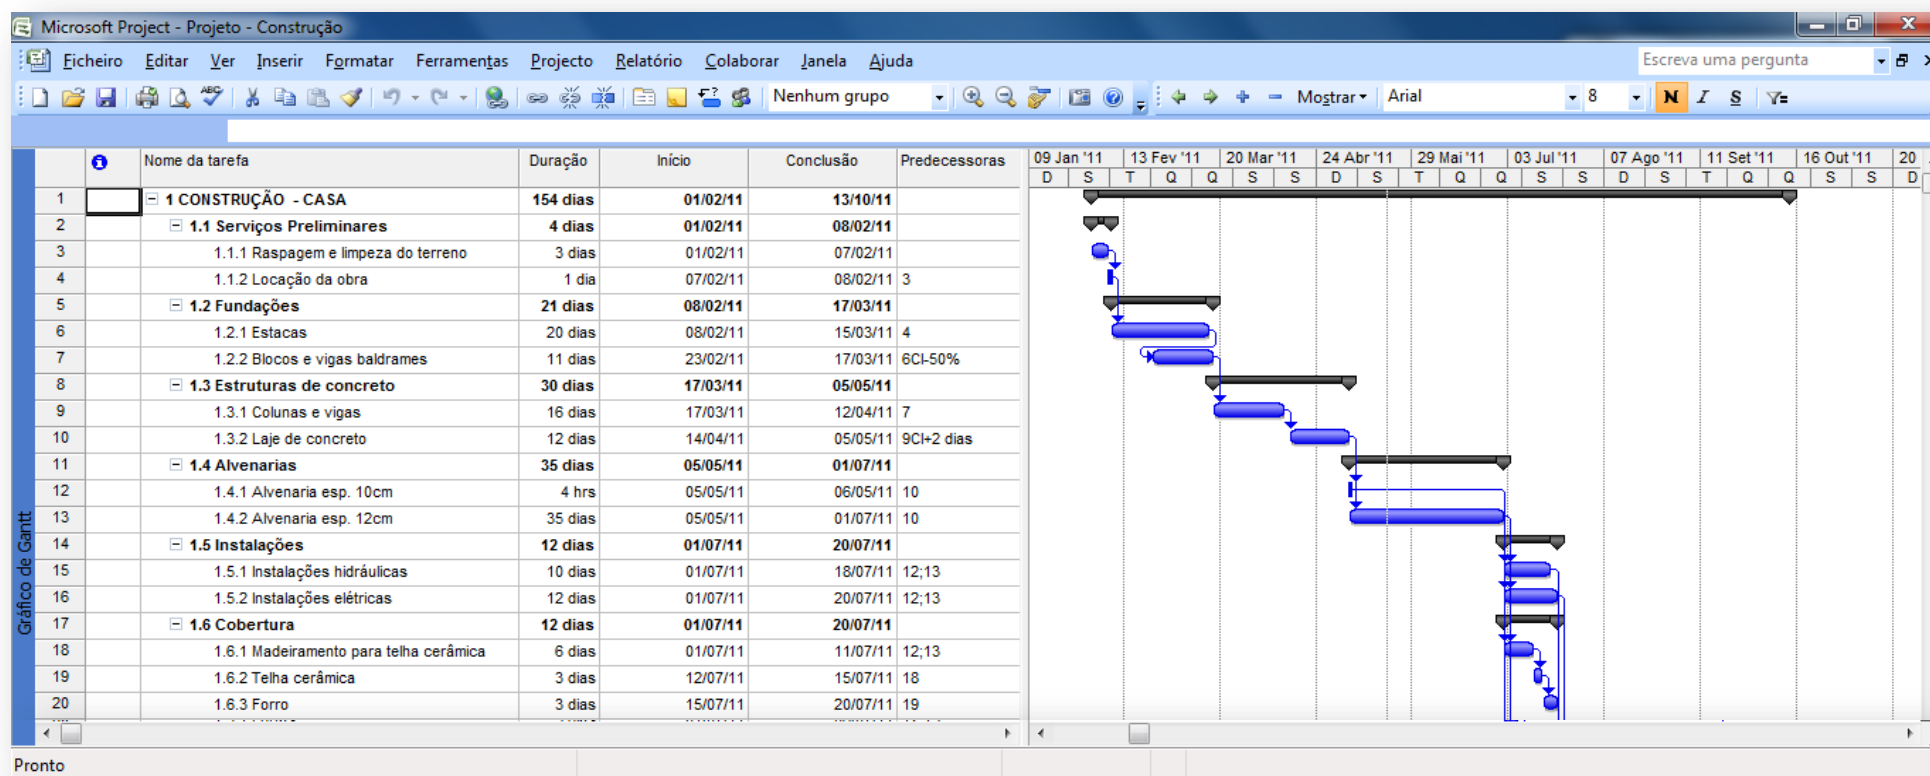 Microsoft Project - Projeto - Construção
Ficheiro Editar Ver Inserir Formatar Ferramentas Projecto Relatório Colaborar Janela Ajuda Escreva uma pergunta
ABC Nenhum grupo Mostrar Arial 8 N I S
Nome da tarefa Duração Início Conclusão Predecessoras 09 Jan '11 13 Fev '11 20 Mar '11 24 Abr '11 29 Mai '11 03 Jul '11 07 Ago '11 11 Set '11 16 Out '11 20
D S T Q Q S S D S T Q Q S S D S T Q Q S S D
1 1 CONSTRUÇÃO - CASA 154 dias 01/02/11 13/10/11
2 1.1 Serviços Preliminares 4 dias 01/02/11 08/02/11
3 1.1.1 Raspagem e limpeza do terreno 3 dias 01/02/11 07/02/11
4 1.1.2 Locação da obra 1 dia 07/02/11 08/02/11 3
5 1.2 Fundações 21 dias 08/02/11 17/03/11
6 1.2.1 Estacas 20 dias 08/02/11 15/03/11 4
7 1.2.2 Blocos e vigas baldrames 11 dias 23/02/11 17/03/11 6CI-50%
8 1.3 Estruturas de concreto 30 dias 17/03/11 05/05/11
9 1.3.1 Colunas e vigas 16 dias 17/03/11 12/04/11 7
10 1.3.2 Laje de concreto 12 dias 14/04/11 05/05/11 9CI+2 dias
11 1.4 Alvenarias 35 dias 05/05/11 01/07/11
12 1.4.1 Alvenaria esp. 10cm 4 hrs 05/05/11 06/05/11 10
13 1.4.2 Alvenaria esp. 12cm 35 dias 05/05/11 01/07/11 10
14 1.5 Instalações 12 dias 01/07/11 20/07/11
15 1.5.1 Instalações hidráulicas 10 dias 01/07/11 18/07/11 12;13
16 1.5.2 Instalações elétricas 12 dias 01/07/11 20/07/11 12;13
17 1.6 Cobertura 12 dias 01/07/11 20/07/11
18 1.6.1 Madeiramento para telha cerâmica 6 dias 01/07/11 11/07/11 12;13
19 1.6.2 Telha cerâmica 3 dias 12/07/11 15/07/11 18
20 1.6.3 Forro 3 dias 15/07/11 20/07/11 19
Gráfico de Gantt
Pronto